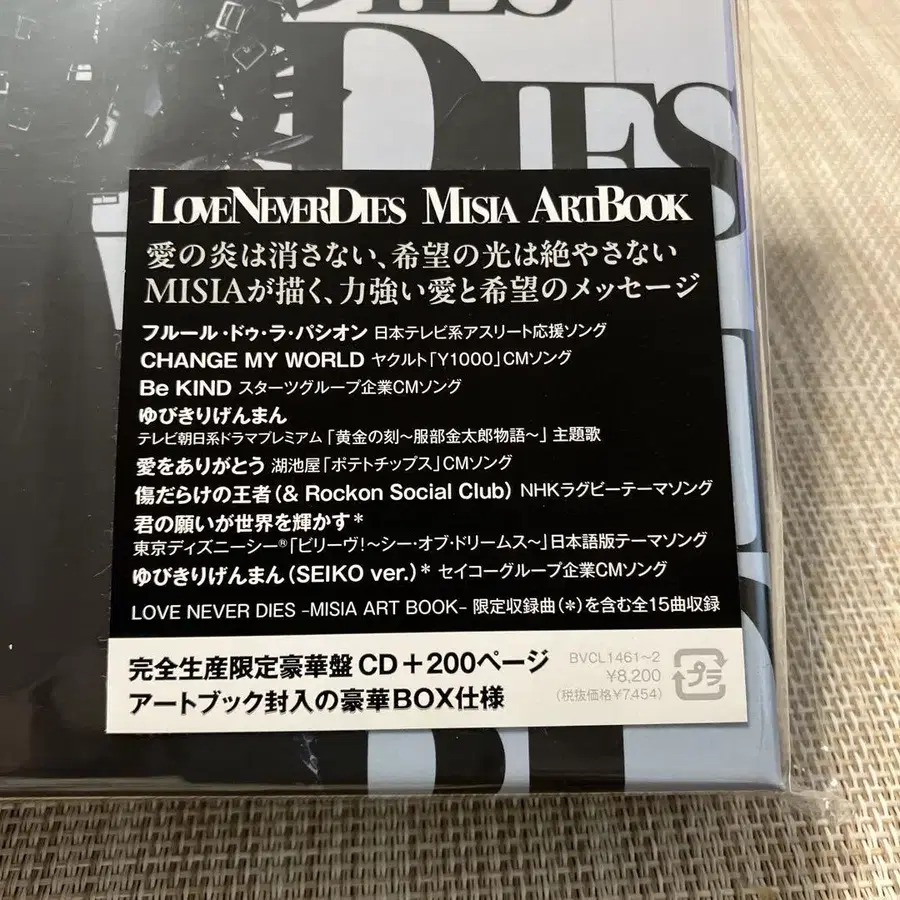 DIES
DIES
LOVE NEVER DIES MISIA ARTBOOK
愛の炎は消さない、希望の光は絶やさない
MISIAが描く、力強い愛と希望のメッセージ
フルール・ドゥ・ラ・パシオン 日本テレビ系アスリート応援ソング
CHANGE MY WORLD ヤクルト「Y1000」CMソング
Be KIND スターツグループ企業CMソング
ゆびきりげんまん
テレビ朝日系ドラマプレミアム「黄金の刻～服部金太郎物語～」主題歌
愛をありがとう 湖池屋「ポテトチップス」CMソング
傷だらけの王者(& Rockon Social Club) NHKラグビーテーマソング
君の願いが世界を輝かす*
東京ディズニーシー®「ビリーヴ!～シー・オブ・ドリームス～」日本語版テーマソング
ゆびきりげんまん(SEIKO ver.)* セイコーグループ企業CMソング
LOVE NEVER DIES -MISIA ART BOOK- 限定収録曲(*)を含む全15曲収録
完全生産限定豪華盤 CD+200ページ
アートブック封入の豪華BOX仕様
BVCL1461~2
¥8,200
(税抜価格¥7,454)
プラ